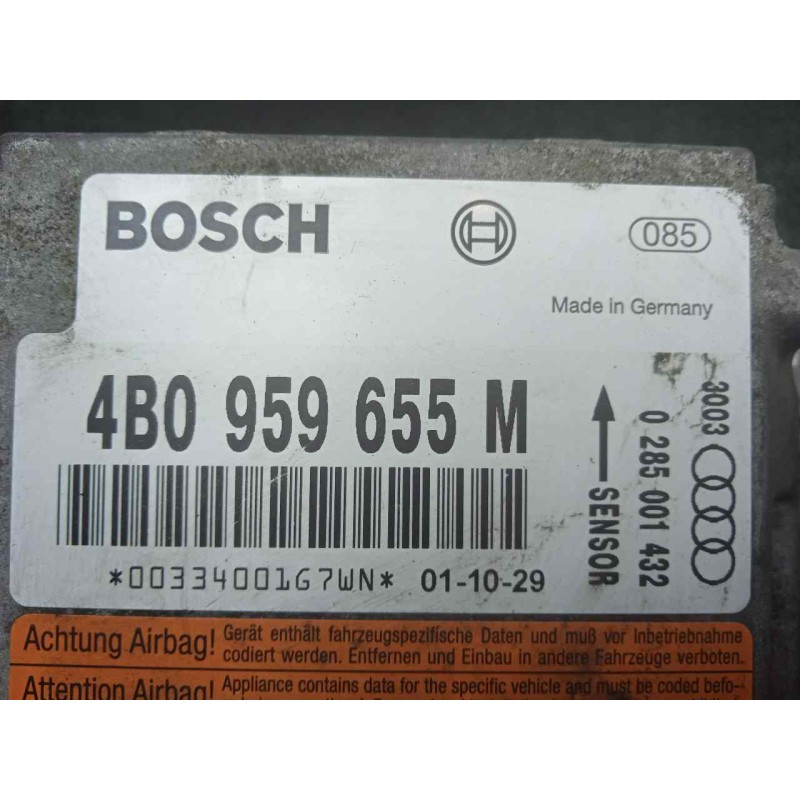 BOSCH
085
Made in Germany
4B0 959 655 M
*00334001G7WN* 01-10-29
SENSOR
0 285 001 432
3003
Achtung Airbag! Gerät enthält fahrzeugspezifische Daten und muß vor Inbetriebnahme
codiert werden. Entfernen und Einbau in andere Fahrzeuge verboten.
Attention Airbag! Appliance contains data for the specific vehicle and must be coded befo-